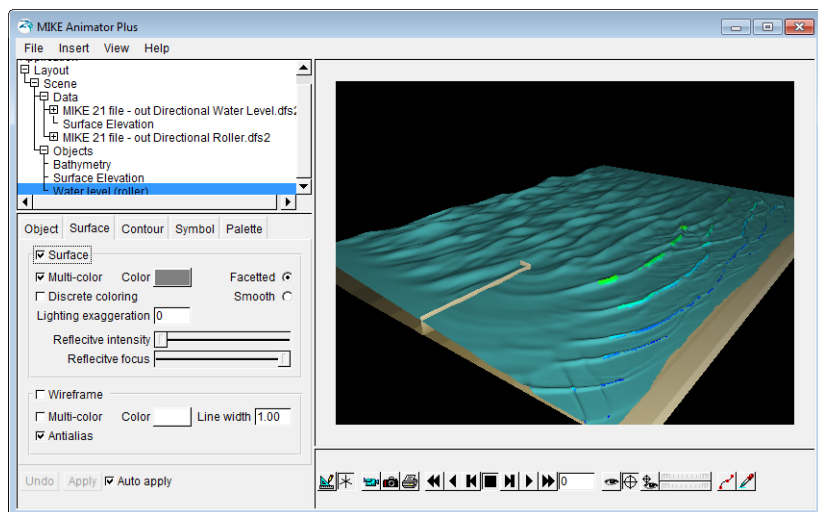 MIKE Animator Plus
File Insert View Help
Layout
Scene
Data
MIKE 21 file - out Directional Water Level.dfs2
Surface Elevation
MIKE 21 file - out Directional Roller.dfs2
Objects
Bathymetry
Surface Elevation
Water level (roller)
Object Surface Contour Symbol Palette
Surface
Multi-color Color Facetted
Discrete coloring Smooth
Lighting exaggeration 0
Reflecitve intensity
Reflecitve focus
Wireframe
Multi-color Color Line width 1.00
Antialias
Undo Apply Auto apply
0